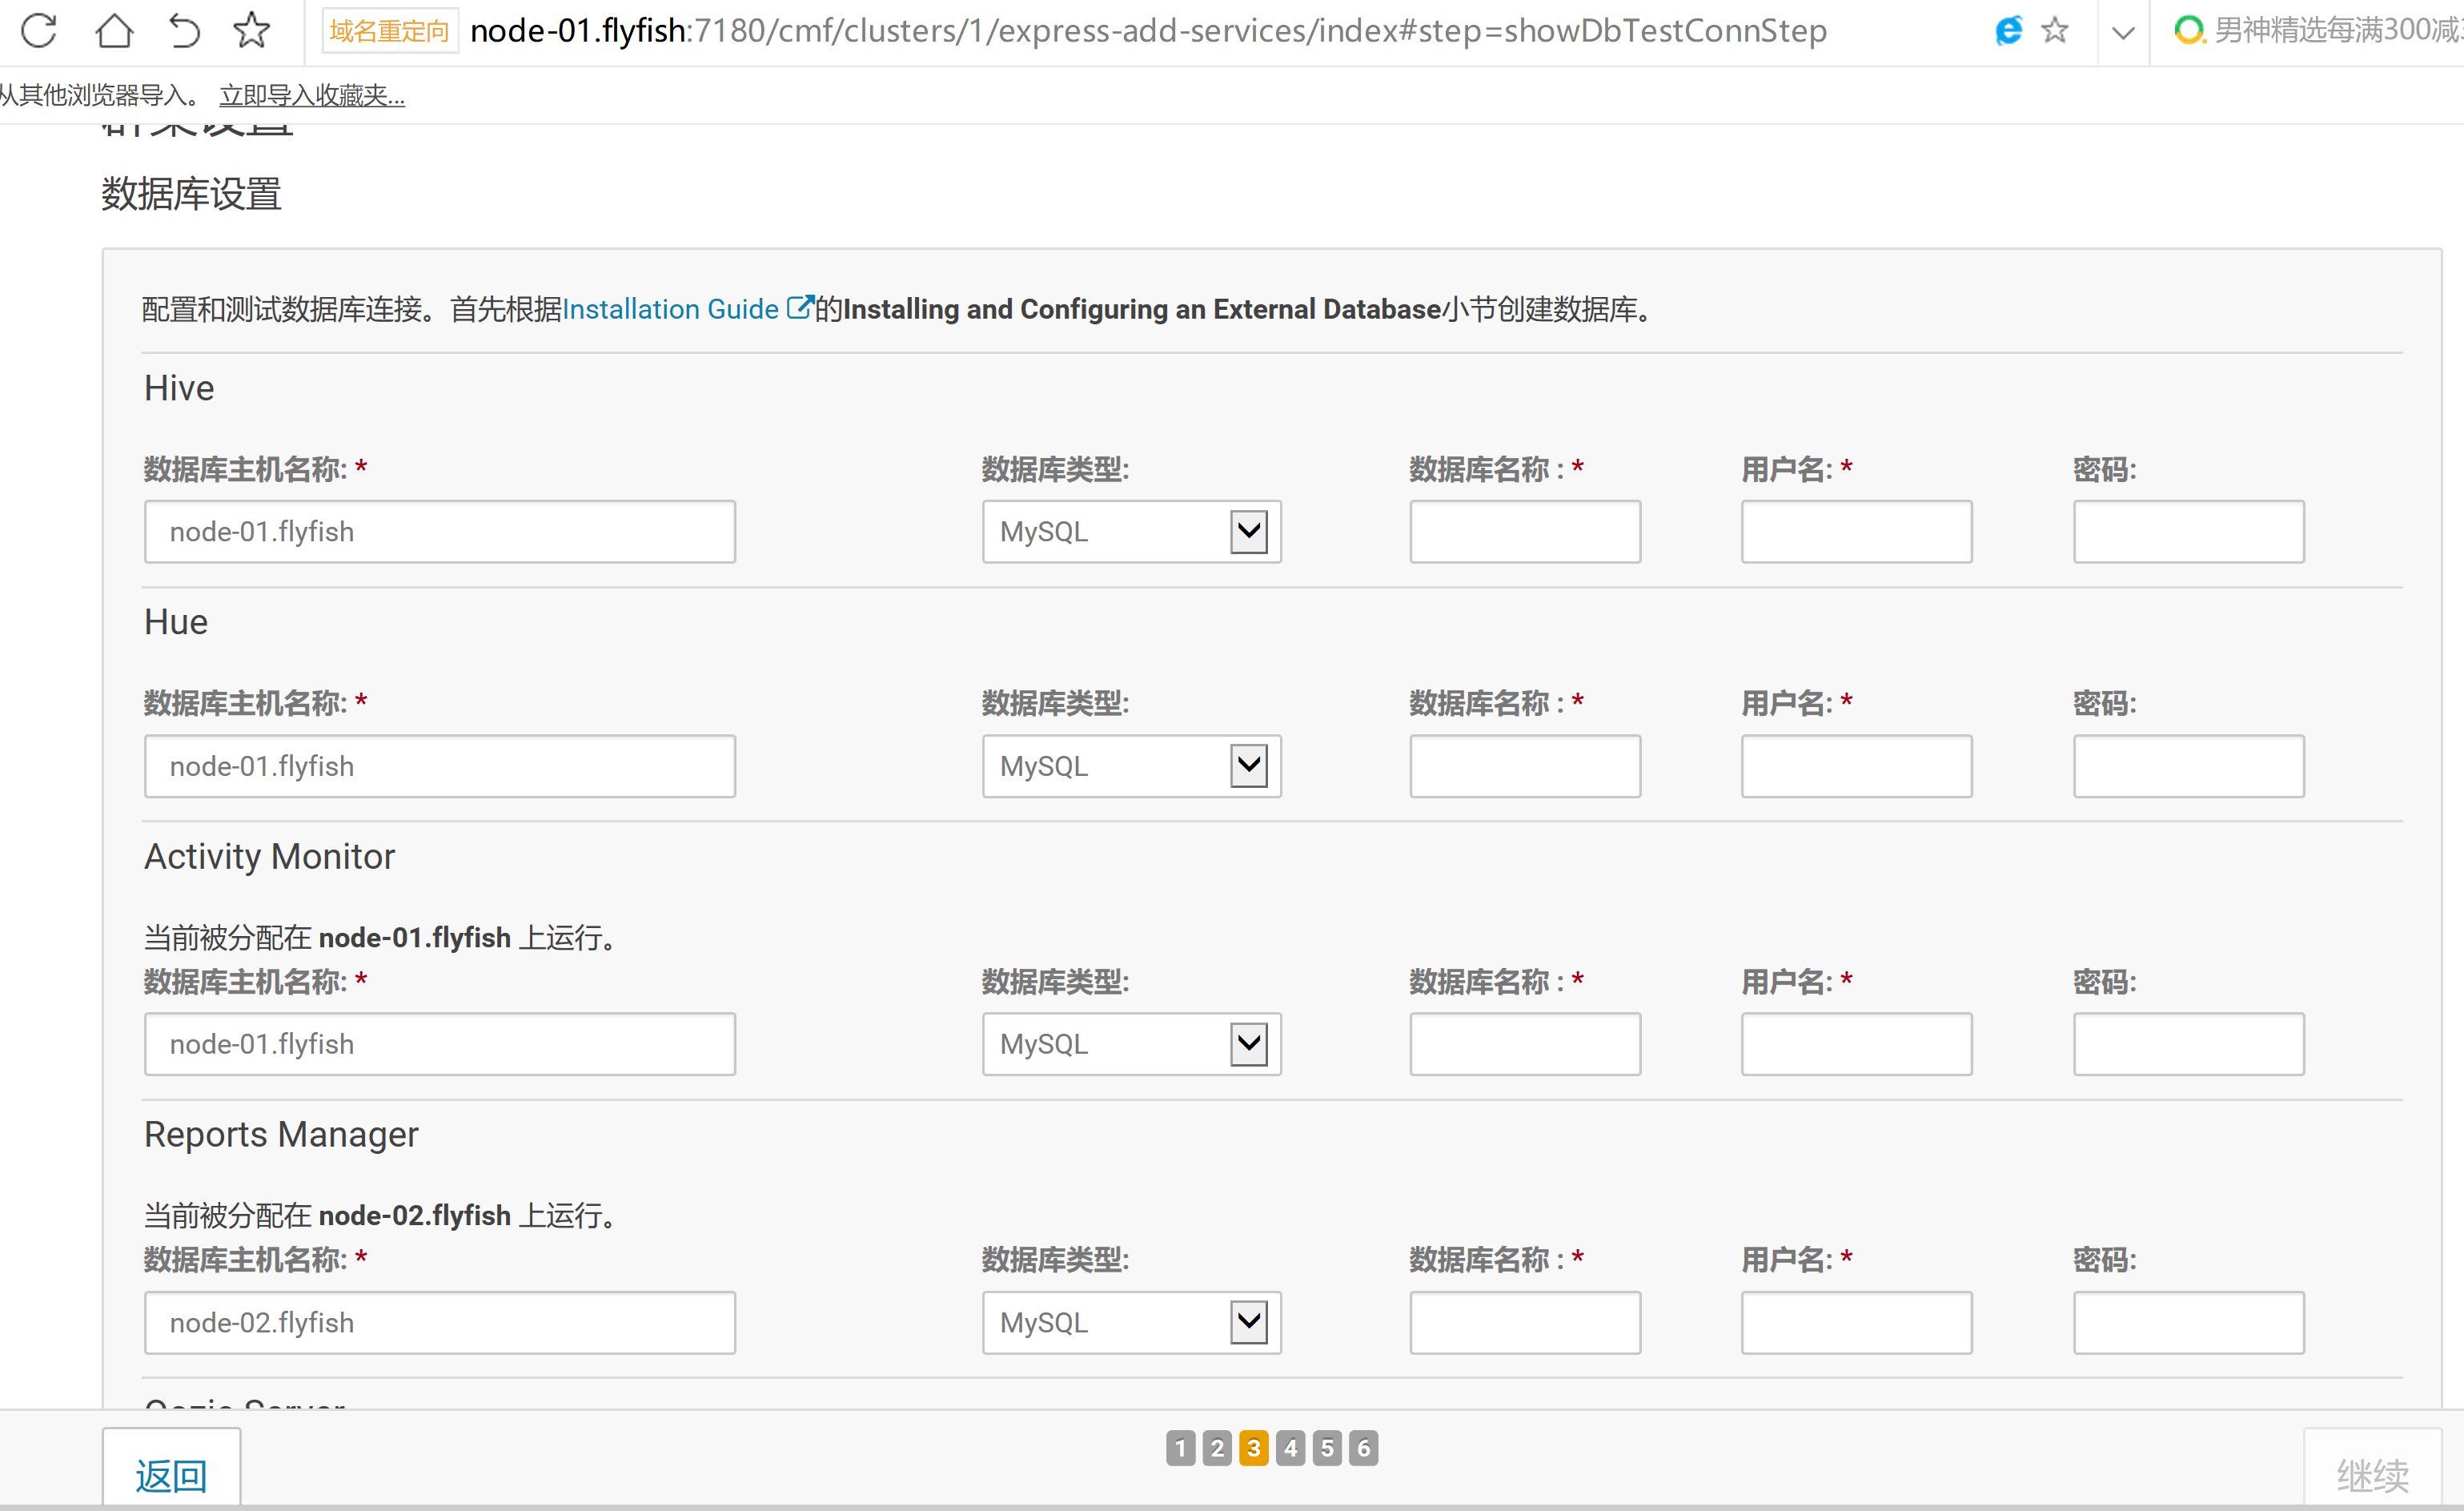 域名重定向 node-01.flyfish:7180/cmf/clusters/1/express-add-services/index#step=showDbTestConnStep 男神精选每满300减
从其他浏览器导入。 立即导入收藏夹...
群集设置
数据库设置
配置和测试数据库连接。首先根据Installation Guide 的Installing and Configuring an External Database小节创建数据库。
Hive
数据库主机名称: * 数据库类型: 数据库名称 : * 用户名: * 密码:
node-01.flyfish MySQL
Hue
数据库主机名称: * 数据库类型: 数据库名称 : * 用户名: * 密码:
node-01.flyfish MySQL
Activity Monitor
当前被分配在 node-01.flyfish 上运行。
数据库主机名称: * 数据库类型: 数据库名称 : * 用户名: * 密码:
node-01.flyfish MySQL
Reports Manager
当前被分配在 node-02.flyfish 上运行。
数据库主机名称: * 数据库类型: 数据库名称 : * 用户名: * 密码:
node-02.flyfish MySQL
Oozie Server
返回 1 2 3 4 5 6 继续